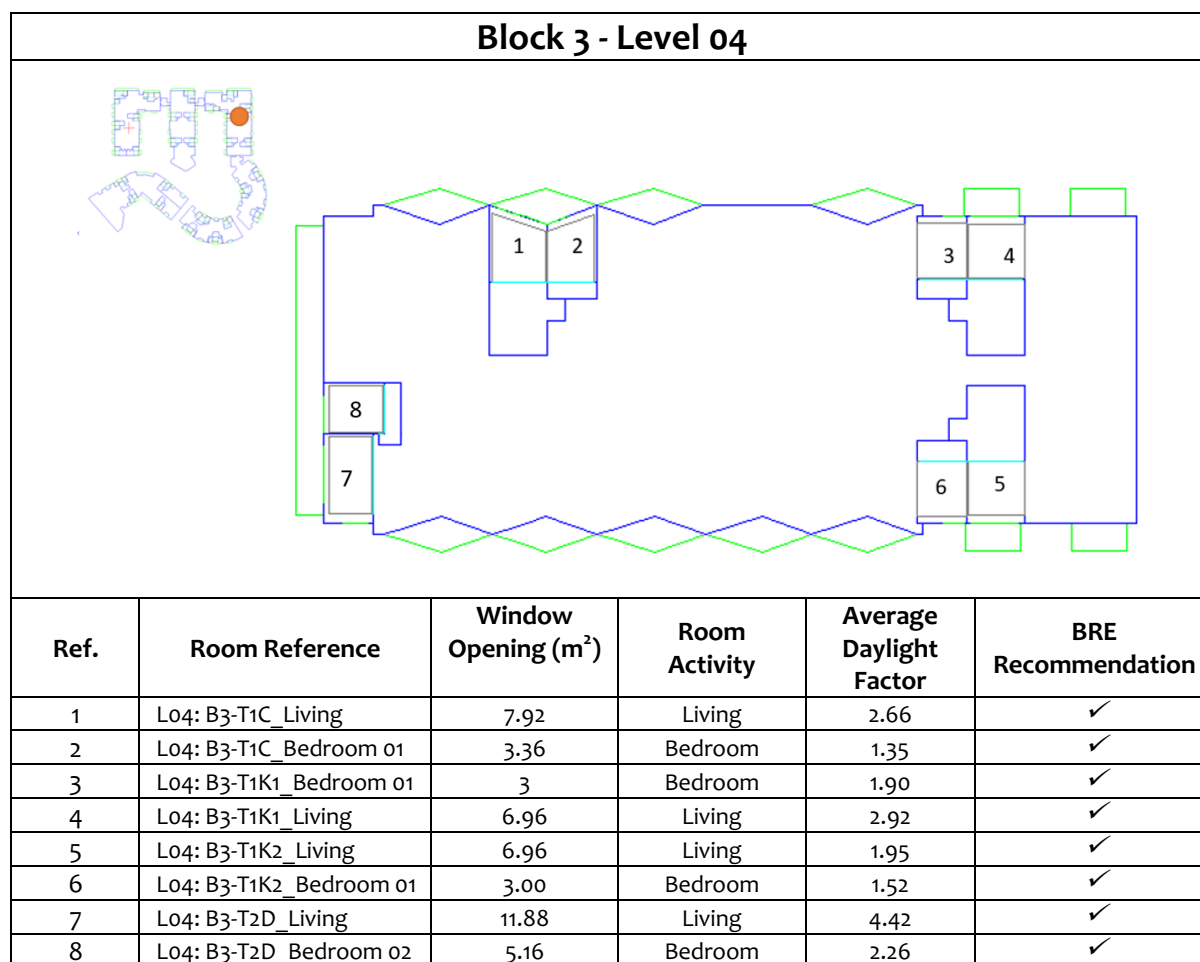 Block 3 - Level 04
1
2
3
4
8
7
6
5
Ref.
Room Reference
Window
Opening (m²)
Room
Activity
Average
Daylight
Factor
BRE
Recommendation
1 L04: B3-T1C_Living 7.92 Living 2.66 ✓
2 L04: B3-T1C_Bedroom 01 3.36 Bedroom 1.35 ✓
3 L04: B3-T1K1_Bedroom 01 3 Bedroom 1.90 ✓
4 L04: B3-T1K1_Living 6.96 Living 2.92 ✓
5 L04: B3-T1K2_Living 6.96 Living 1.95 ✓
6 L04: B3-T1K2_Bedroom 01 3.00 Bedroom 1.52 ✓
7 L04: B3-T2D_Living 11.88 Living 4.42 ✓
8 L04: B3-T2D_Bedroom 02 5.16 Bedroom 2.26 ✓